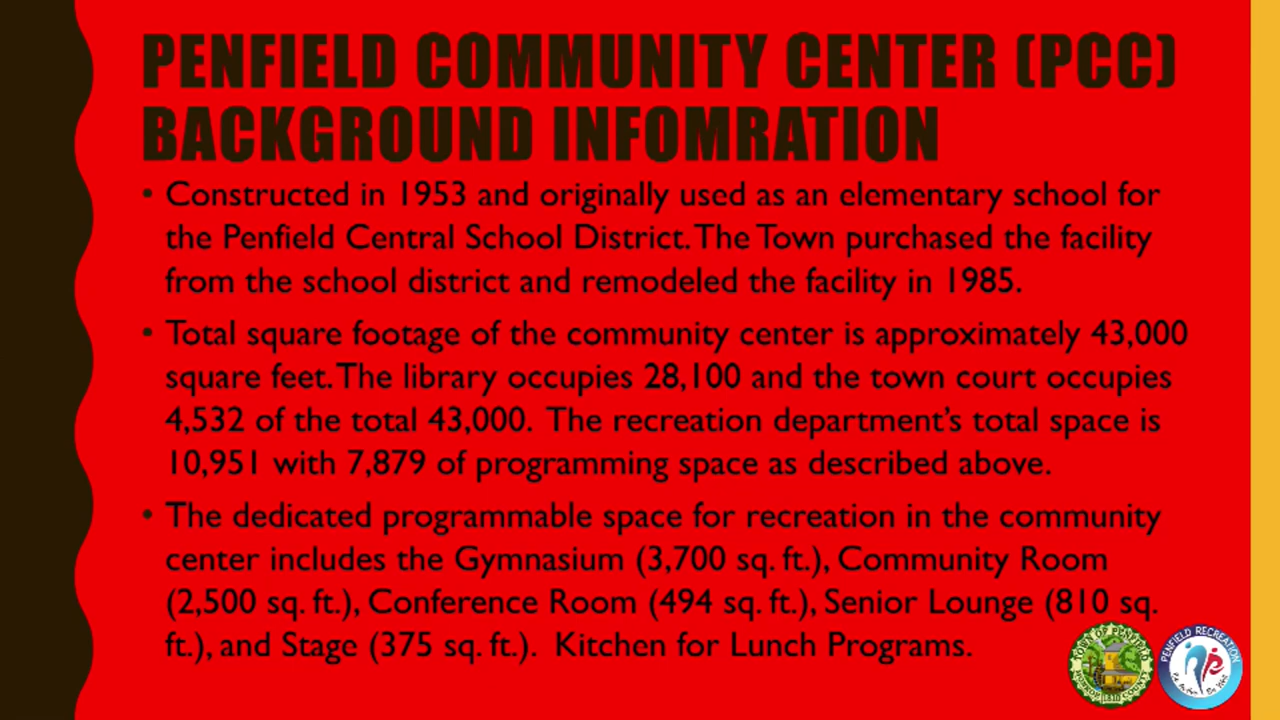 PENFIELD COMMUNITY CENTER (PCC)
BACKGROUND INFOMRATION
• Constructed in 1953 and originally used as an elementary school for
the Penfield Central School District. The Town purchased the facility
from the school district and remodeled the facility in 1985.
• Total square footage of the community center is approximately 43,000
square feet. The library occupies 28,100 and the town court occupies
4,532 of the total 43,000. The recreation department's total space is
10,951 with 7,879 of programming space as described above.
• The dedicated programmable space for recreation in the community
center includes the Gymnasium (3,700 sq. ft.), Community Room
(2,500 sq. ft.), Conference Room (494 sq. ft.), Senior Lounge (810 sq.
ft.), and Stage (375 sq. ft.). Kitchen for Lunch Programs.
TOWN OF PENFIELD
1810
PENFIELD RECREATION